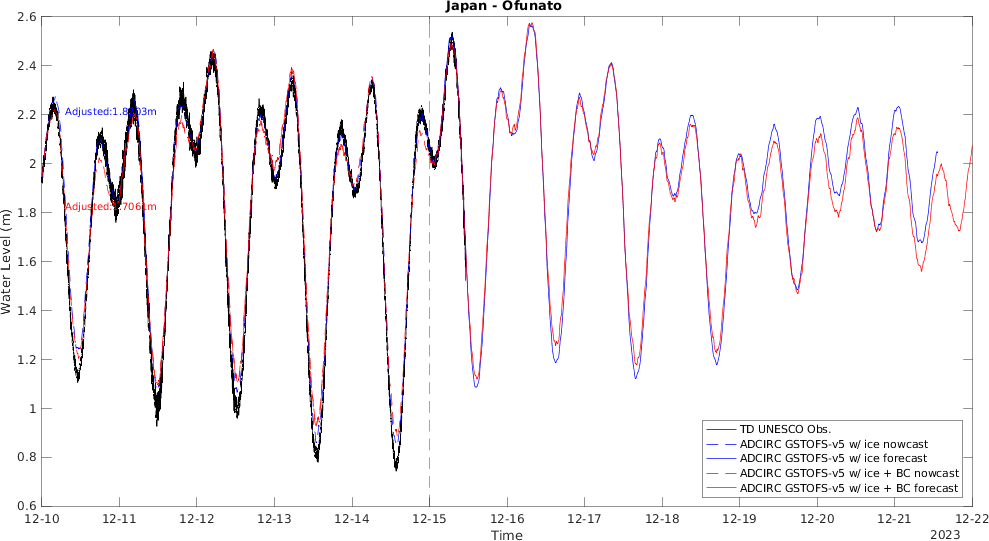 Japan - Ofunato
2.6
2.4
2.2
2
1.8
1.6
1.4
1.2
1
0.8
0.6
Water Level (m)
12-10 12-11 12-12 12-13 12-14 12-15 12-16 12-17 12-18 12-19 12-20 12-21 12-22
2023
Time
TD UNESCO Obs.
ADCIRC GSTOFS-v5 w/ ice nowcast
ADCIRC GSTOFS-v5 w/ ice forecast
ADCIRC GSTOFS-v5 w/ ice + BC nowcast
ADCIRC GSTOFS-v5 w/ ice + BC forecast